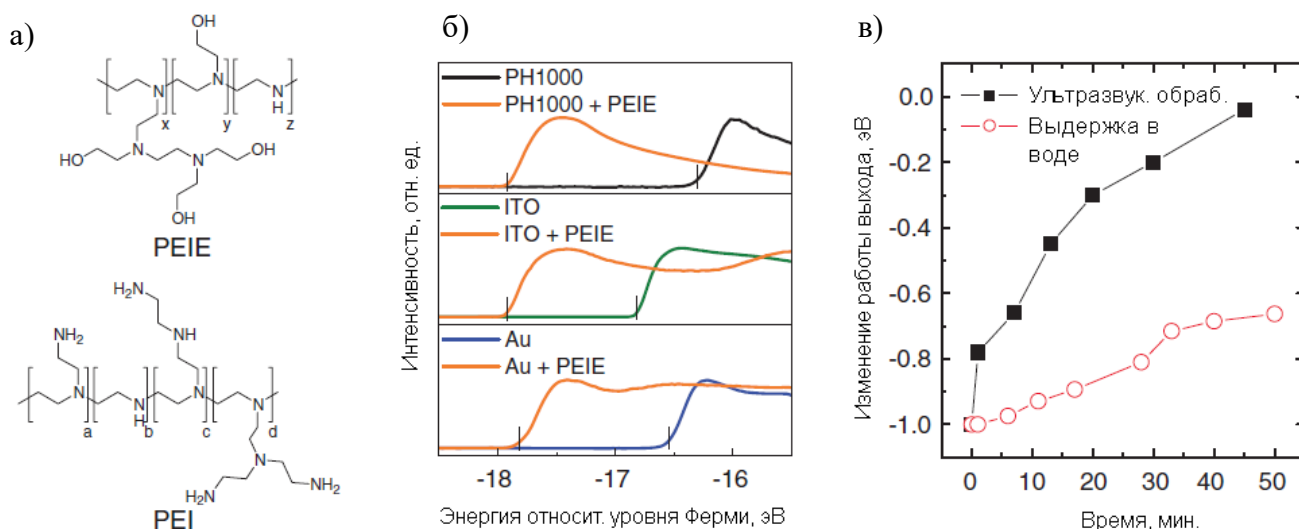 а)
OH
OH
N
N
N
H
x
y
z
HO
N
N
OH
OH
PEIE
H₂N
NH
NH₂
N
N
H
N
N
a
b
c
d
N
H₂N
NH₂
PEI
б)
Интенсивность, отн. ед.
PH1000
PH1000 + PEIE
ITO
ITO + PEIE
Au
Au + PEIE
-18
-17
-16
Энергия относит. уровня Ферми, эВ
в)
Изменение работы выхода, эВ
0.0
-0.2
-0.4
-0.6
-0.8
-1.0
Ультразвук. обраб.
Выдержка в
воде
0
10
20
30
40
50
Время, мин.